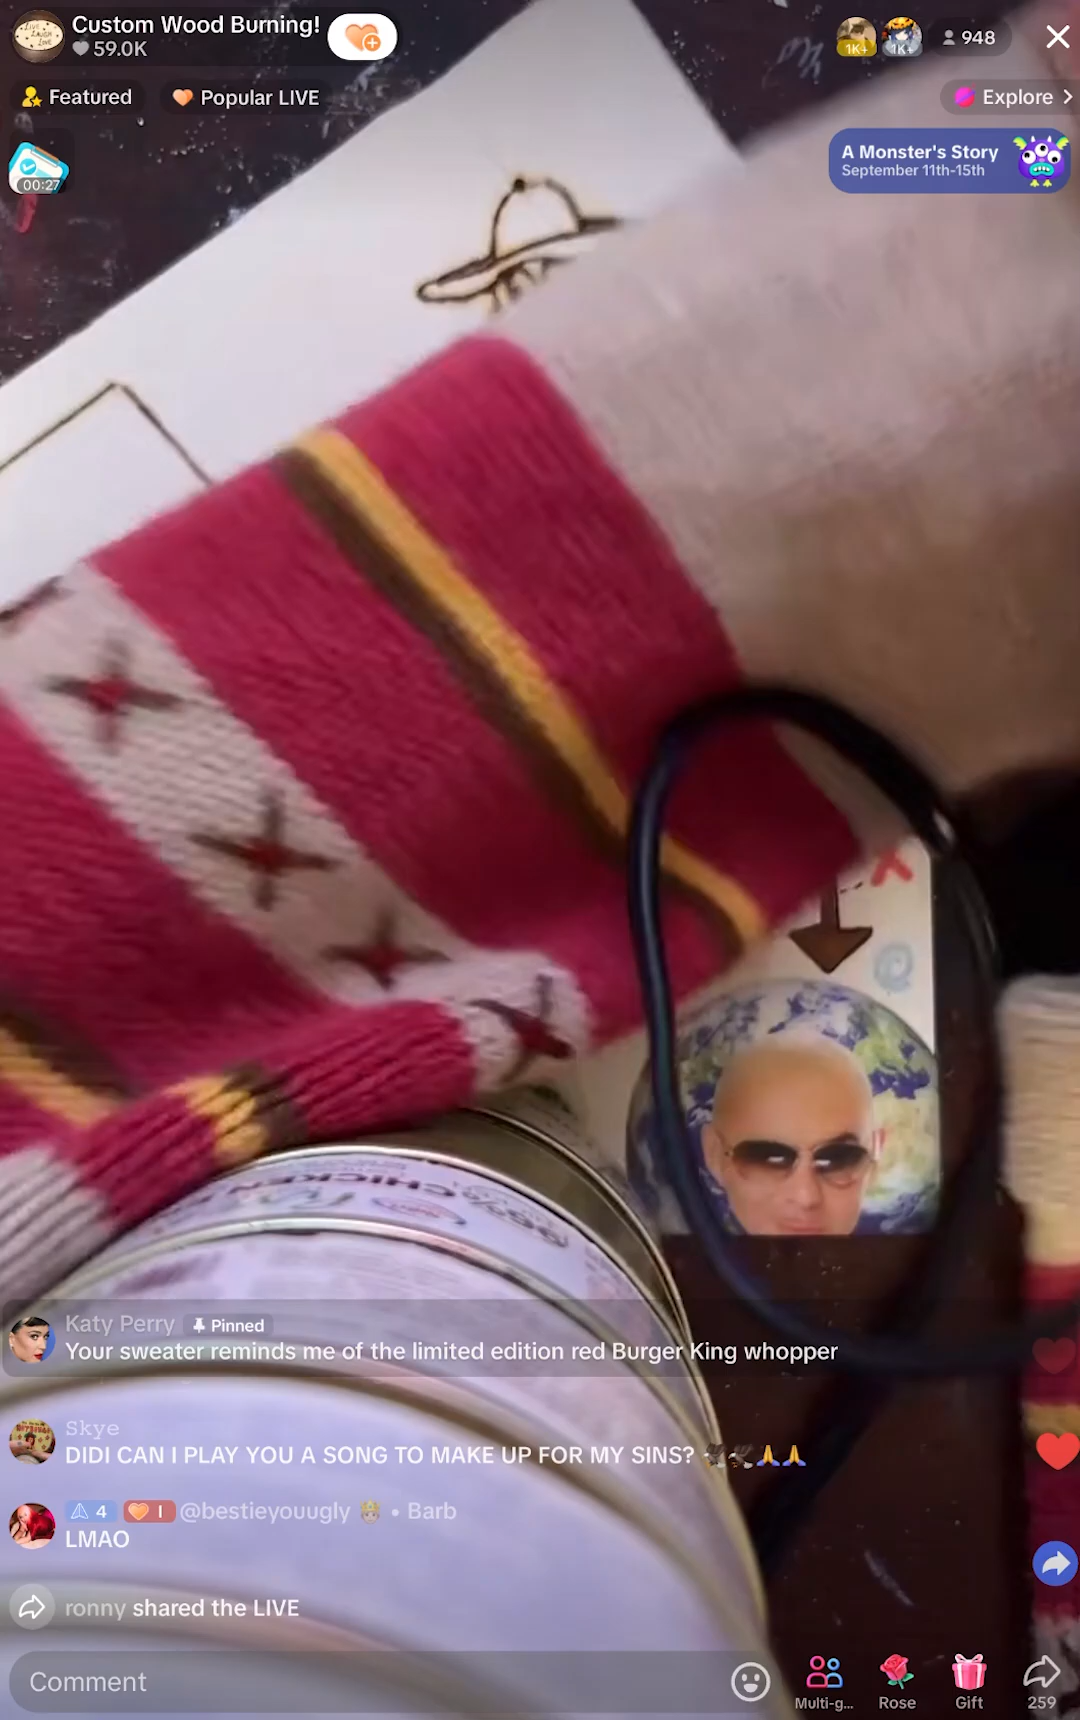 Custom Wood Burning!
59.0K
1K+
1K+
948
Featured
Popular LIVE
Explore
00:27
A Monster's Story
September 11th-15th
CHICKEN
Katy Perry
Pinned
Your sweater reminds me of the limited edition red Burger King whopper
Skye
DIDI CAN I PLAY YOU A SONG TO MAKE UP FOR MY SINS?
4
I
@bestieyouugly • Barb
LMAO
ronny shared the LIVE
Comment
Multi-g...
Rose
Gift
259